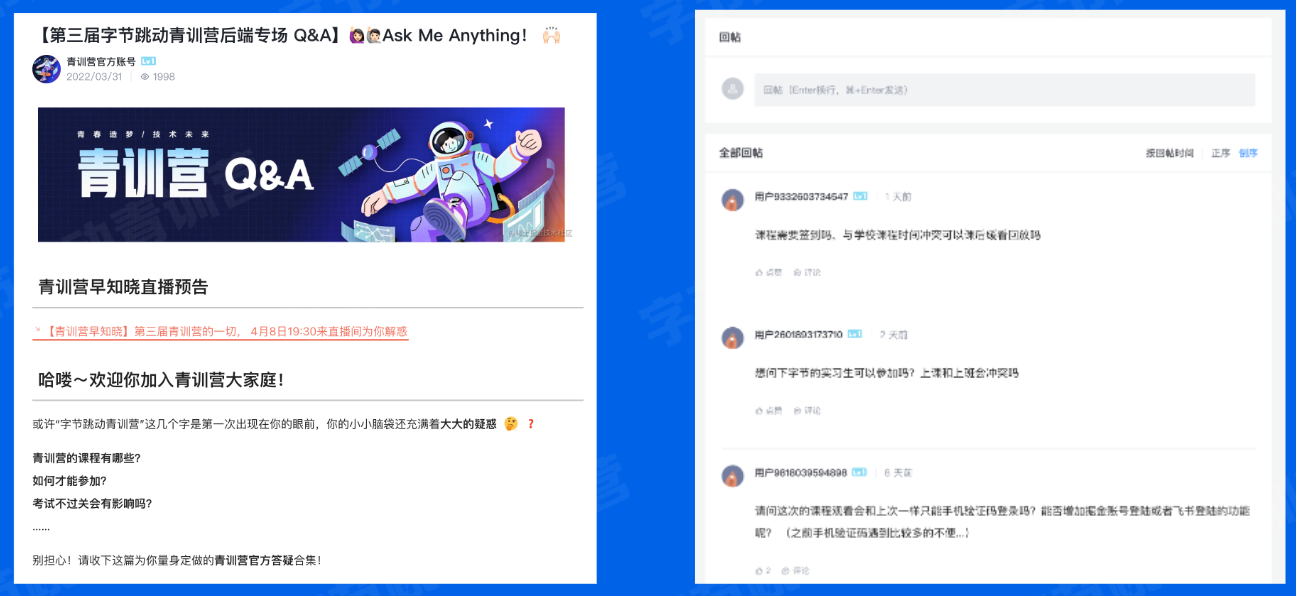 【第三届字节跳动青训营后端专场 Q&A】🙋🏻‍♀️🙋🏻Ask Me Anything！ 🙌🏻
青训营官方账号 Lv1
2022/03/31 1998
青春造梦 / 技术未来
青训营 Q&A
青训营早知晓直播预告
【青训营早知晓】第三届青训营的一切， 4月8日19:30来直播间为你解惑
哈喽～欢迎你加入青训营大家庭！
或许“字节跳动青训营”这几个字是第一次出现在你的眼前，你的小小脑袋还充满着大大的疑惑 🤔 ❓
青训营的课程有哪些?
如何才能参加?
考试不过关会有影响吗?
......
别担心！请收下这篇为你量身定做的青训营官方答疑合集！
回帖
回帖（Enter换行，⌘+Enter发送）
全部回帖
按回帖时间 正序 倒序
用户9332603734547 Lv1 1 天前
课程需要签到吗、与学校课程时间冲突可以课后缓看回放吗
点赞 评论
用户2601893173710 Lv1 2 天前
想问下字节的实习生可以参加吗？上课和上班会冲突吗
点赞 评论
用户9618039594898 Lv1 6 天前
请问这次的课程观看会和上次一样只能手机验证码登录吗？能否增加掘金账号登陆或者飞书登陆的功能
呢？ （之前手机验证码遇到比较多的不便...）
2 评论